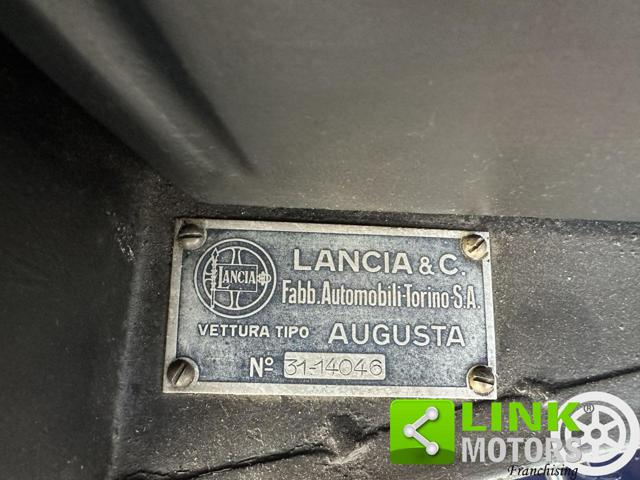 LANCIA
LANCIA & C.
Fabb. Automobili-Torino S.A.
VETTURA TIPO AUGUSTA
Nº 31-14046
LINK
MOTORS®
Franchising